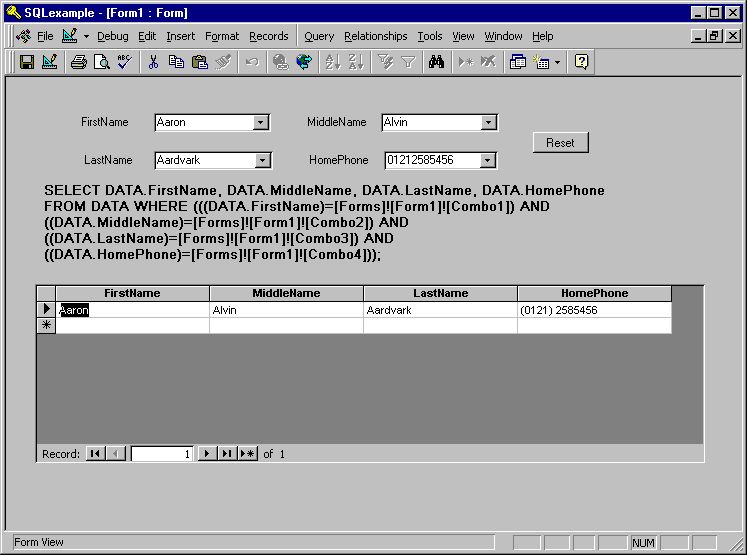 SQLexample - [Form1 : Form]
File Debug Edit Insert Format Records Query Relationships Tools View Window Help
FirstName Aaron MiddleName Alvin
Reset
LastName Aardvark HomePhone 01212585456
SELECT DATA.FirstName, DATA.MiddleName, DATA.LastName, DATA.HomePhone
FROM DATA WHERE (((DATA.FirstName)=[Forms]![Form1]![Combo1]) AND
((DATA.MiddleName)=[Forms]![Form1]![Combo2]) AND
((DATA.LastName)=[Forms]![Form1]![Combo3]) AND
((DATA.HomePhone)=[Forms]![Form1]![Combo4]));
FirstName MiddleName LastName HomePhone
Aaron Alvin Aardvark (0121) 2585456
Record: 1 of 1
Form View NUM